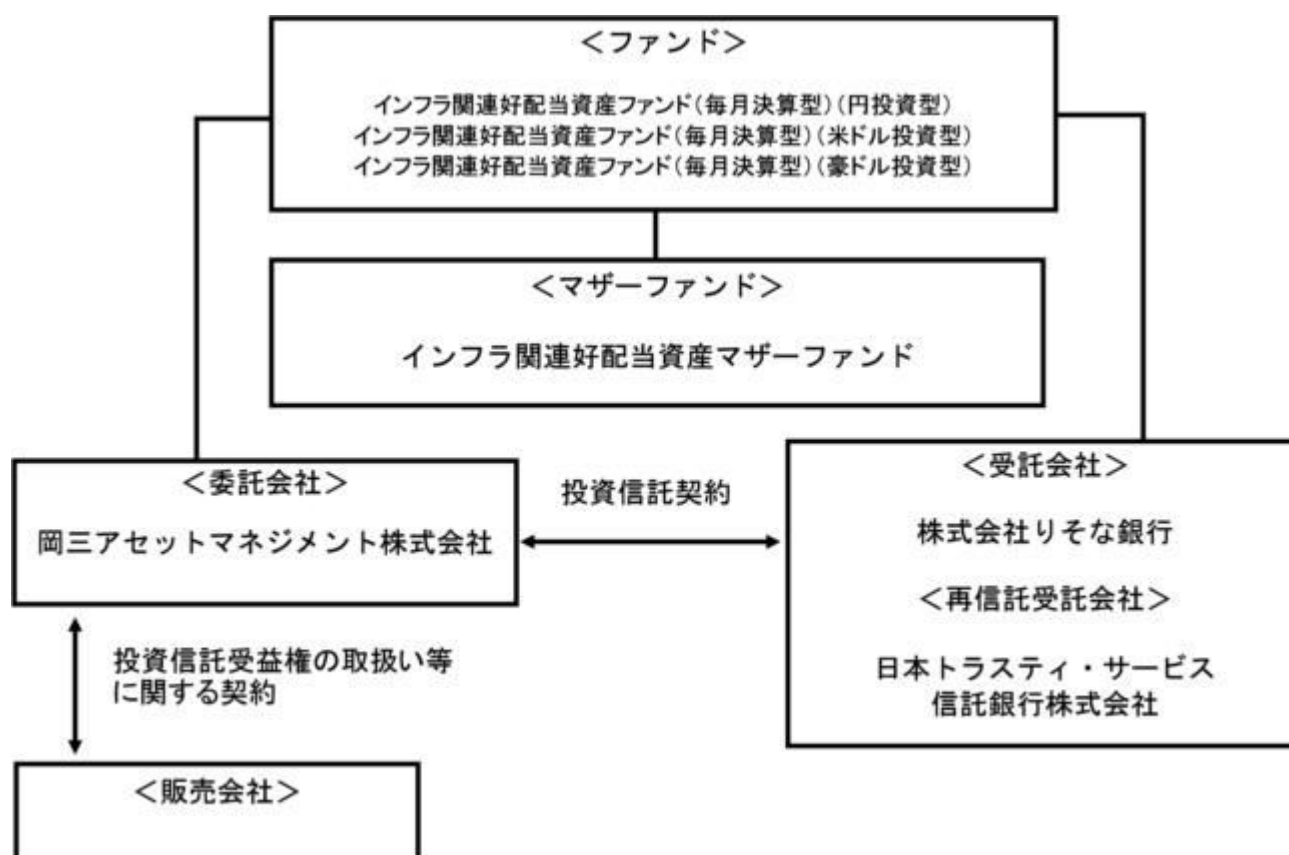 ＜ファンド＞
インフラ関連好配当資産ファンド（毎月決算型）（円投資型）
インフラ関連好配当資産ファンド（毎月決算型）（米ドル投資型）
インフラ関連好配当資産ファンド（毎月決算型）（豪ドル投資型）
＜マザーファンド＞
インフラ関連好配当資産マザーファンド
＜委託会社＞
岡三アセットマネジメント株式会社
投資信託契約
＜受託会社＞
株式会社りそな銀行
＜再信託受託会社＞
日本トラスティ・サービス
信託銀行株式会社
投資信託受益権の取扱い等
に関する契約
＜販売会社＞